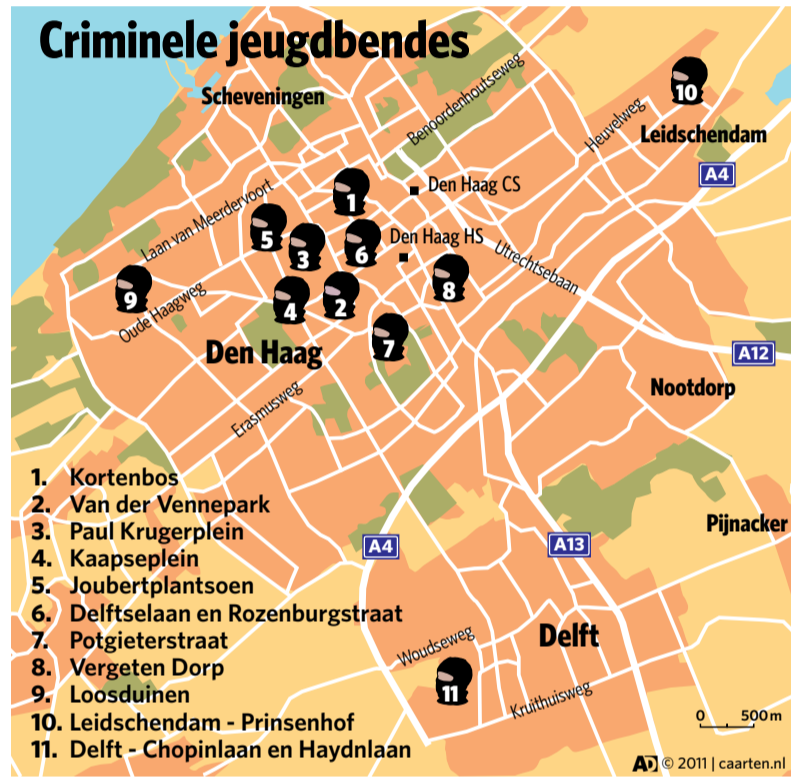 Criminele jeugdbendes
Scheveningen
Benoordenhoutseweg
10
Heuvelweg
Leidschendam
A4
Laan van Meerdervoort
1
Den Haag CS
5
3
6
Den Haag HS
Utrechtsebaan
9
Oude Haagweg
4
2
8
7
Den Haag
A12
Erasmusweg
Nootdorp
1. Kortenbos
2. Van der Vennepark
3. Paul Krugerplein
4. Kaapseplein
5. Joubertplantsoen
6. Delftselaan en Rozenburgstraat
7. Potgieterstraat
8. Vergeten Dorp
9. Loosduinen
10. Leidschendam - Prinsenhof
11. Delft - Chopinlaan en Haydnlaan
Pijnacker
A4
A13
Woudseweg
Delft
11
Kruithuisweg
0 500 m
AD © 2011 | caarten.nl